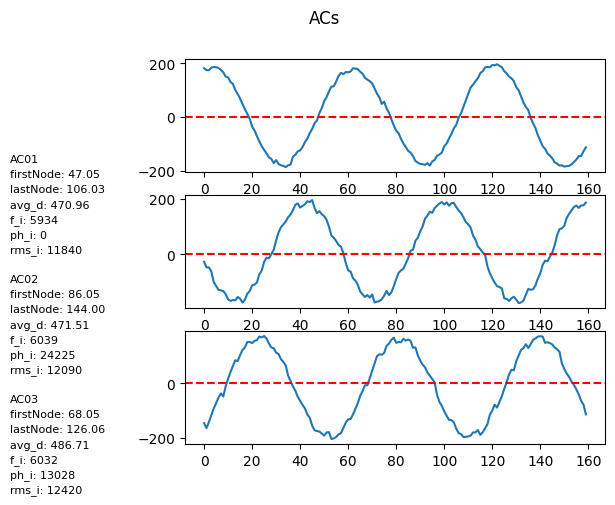 ACs
200
0
−200
0 20 40 60 80 100 120 140 160
200
0
0 20 40 60 80 100 120 140 160
0
−200
0 20 40 60 80 100 120 140 160
AC01
firstNode: 47.05
lastNode: 106.03
avg_d: 470.96
f_i: 5934
ph_i: 0
rms_i: 11840
AC02
firstNode: 86.05
lastNode: 144.00
avg_d: 471.51
f_i: 6039
ph_i: 24225
rms_i: 12090
AC03
firstNode: 68.05
lastNode: 126.06
avg_d: 486.71
f_i: 6032
ph_i: 13028
rms_i: 12420